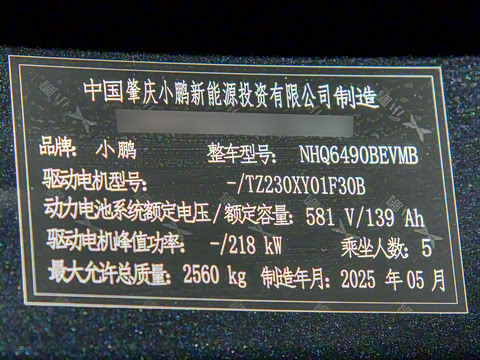 中国肇庆小鹏新能源投资有限公司制造
品牌: 小鹏 整车型号: NHQ6490BEVMB
驱动电机型号: -/TZ230XY01F30B
动力电池系统额定电压/额定容量: 581 V/139 Ah
驱动电机峰值功率: -/218 kW 乘坐人数: 5
最大允许总质量: 2560 kg 制造年月: 2025 年 05 月